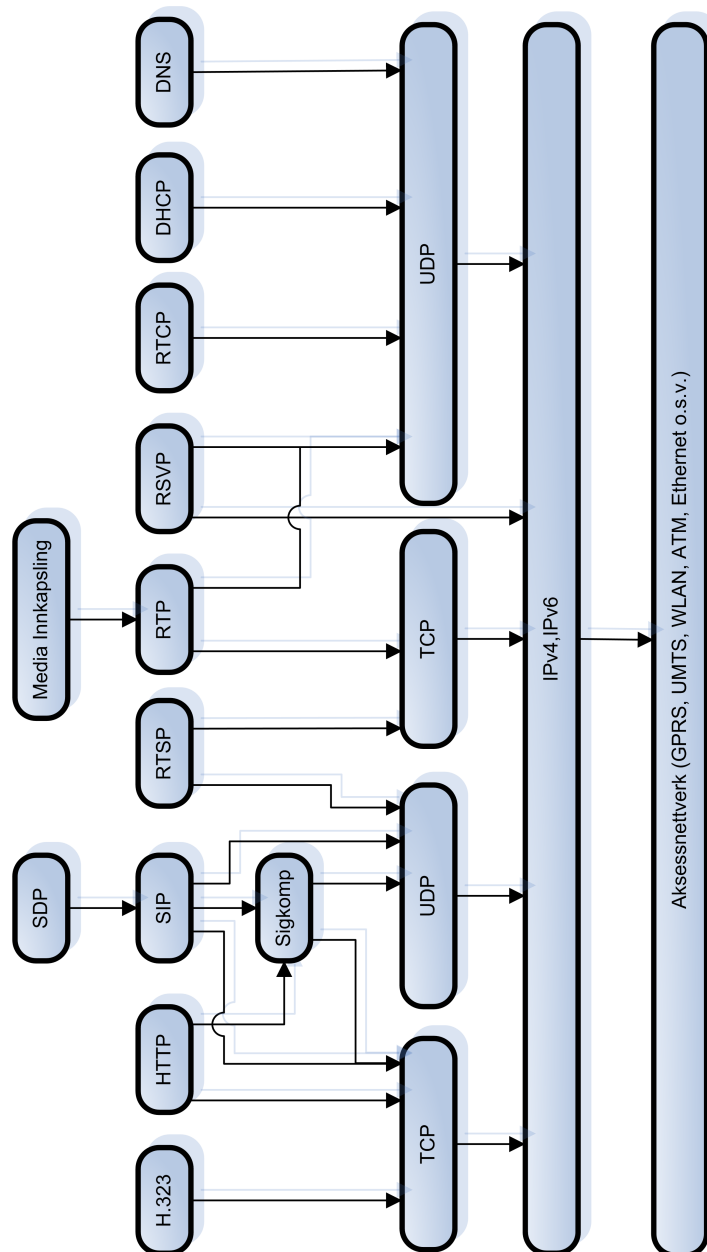 SDP
Media Innkapsling
H.323
HTTP
SIP
RTSP
RTP
RSVP
RTCP
DHCP
DNS
Sigkomp
TCP
UDP
TCP
UDP
IPv4,IPv6
Aksessnettverk (GPRS, UMTS, WLAN, ATM, Ethernet o.s.v.)